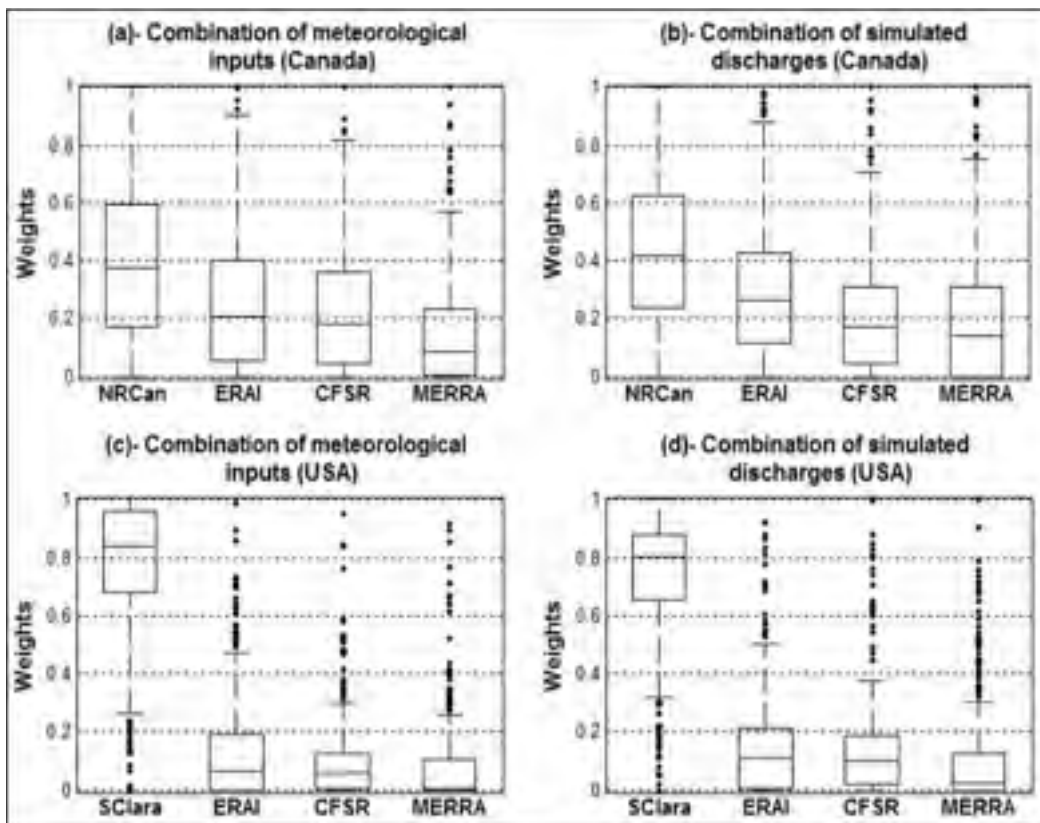 (a)- Combination of meteorological
inputs (Canada)
(b)- Combination of simulated
discharges (Canada)
Weights
1
0.8
0.6
0.4
0.2
0
NRCan ERAI CFSR MERRA
Weights
1
0.8
0.6
0.4
0.2
0
NRCan ERAI CFSR MERRA
(c)- Combination of meteorological
inputs (USA)
(d)- Combination of simulated
discharges (USA)
Weights
1
0.8
0.6
0.4
0.2
0
SClara ERAI CFSR MERRA
Weights
1
0.8
0.6
0.4
0.2
0
SClara ERAI CFSR MERRA